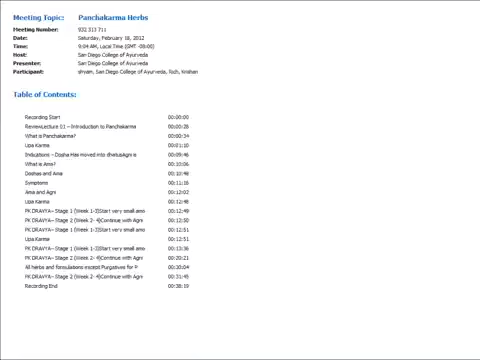 Meeting Topic: Panchakarma Herbs
Meeting Number: 932 313 711
Date: Saturday, February 18, 2012
Time: 9:04 AM, Local Time (GMT -08:00)
Host: San Diego College of Ayurveda
Presenter: San Diego College of Ayurveda
Participant: shyam, San Diego College of Ayurveda, Toth, Krishan
Table of Contents:
Recording Start 00:00:00
ReviewLecture 01 – Introduction to Panchakarma 00:00:28
What is Panchakarma? 00:00:34
Upa Karma 00:01:10
Indications – Dosha Has moved into dhatusAgni is 00:09:46
What is Ama? 00:10:06
Doshas and Ama 00:10:48
Symptoms 00:11:16
Ama and Agni 00:12:02
Upa Karma 00:12:48
PK DRAVYA– Stage 1 (Week 1-3)Start very small amo 00:12:49
PK DRAVYA– Stage 2 (Week 2- 4)Continue with Agni 00:12:50
PK DRAVYA– Stage 1 (Week 1-3)Start very small amo 00:12:51
Upa Karma 00:12:51
PK DRAVYA– Stage 1 (Week 1-3)Start very small amo 00:13:36
PK DRAVYA– Stage 2 (Week 2- 4)Continue with Agni 00:20:21
All herbs and formulations except Purgatives for P 00:30:04
PK DRAVYA– Stage 2 (Week 2- 4)Continue with Agni 00:31:45
Recording End 00:38:19